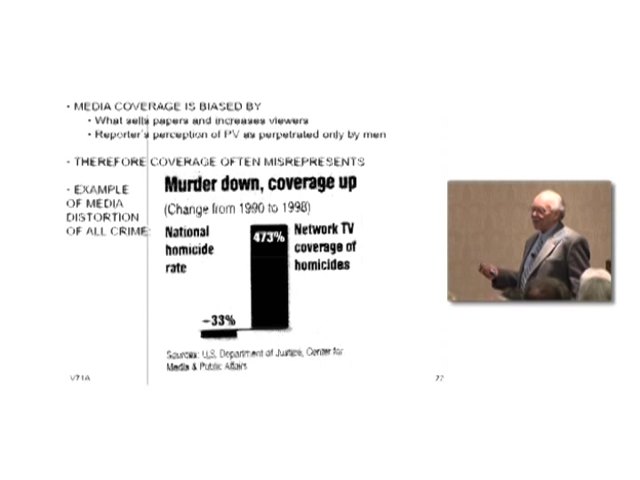 · MEDIA COVERAGE IS BIASED BY
· What sells papers and increases viewers
· Reporter's perception of PV as perpetrated only by men
· THEREFORE COVERAGE OFTEN MISREPRESENTS
· EXAMPLE
OF MEDIA
DISTORTION
OF ALL CRIME:
Murder down, coverage up
(Change from 1990 to 1998)
National
homicide
rate
473%
Network TV
coverage of
homicides
–33%
Sources: U.S. Department of Justice, Center for
Media & Public Affairs
V71A